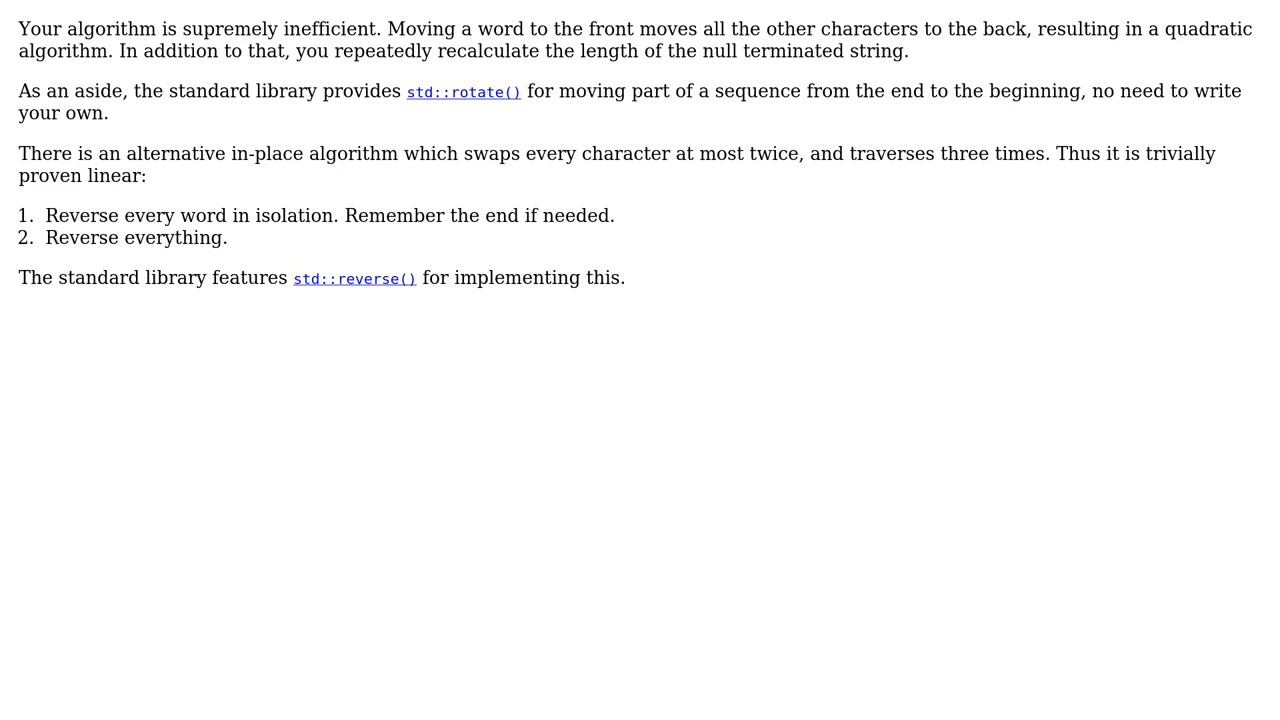 Your algorithm is supremely inefficient. Moving a word to the front moves all the other characters to the back, resulting in a quadratic
algorithm. In addition to that, you repeatedly recalculate the length of the null terminated string.
As an aside, the standard library provides std::rotate() for moving part of a sequence from the end to the beginning, no need to write
your own.
There is an alternative in-place algorithm which swaps every character at most twice, and traverses three times. Thus it is trivially
proven linear:
1. Reverse every word in isolation. Remember the end if needed.
2. Reverse everything.
The standard library features std::reverse() for implementing this.